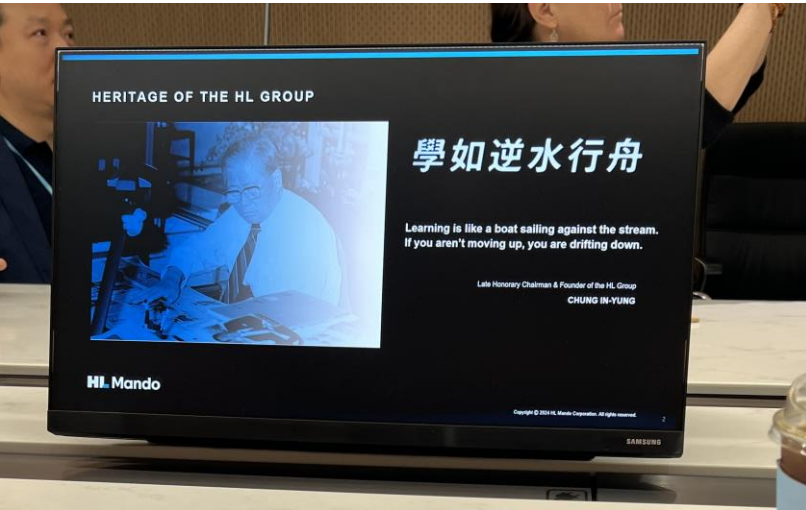 HERITAGE OF THE HL GROUP
學如逆水行舟
Learning is like a boat sailing against the stream.
If you aren't moving up, you are drifting down.
Late Honorary Chairman & Founder of the HL Group
CHUNG IN-YUNG
HL Mando
Copyright © 2024 HL Mando Corporation. All rights reserved.
2
SAMSUNG